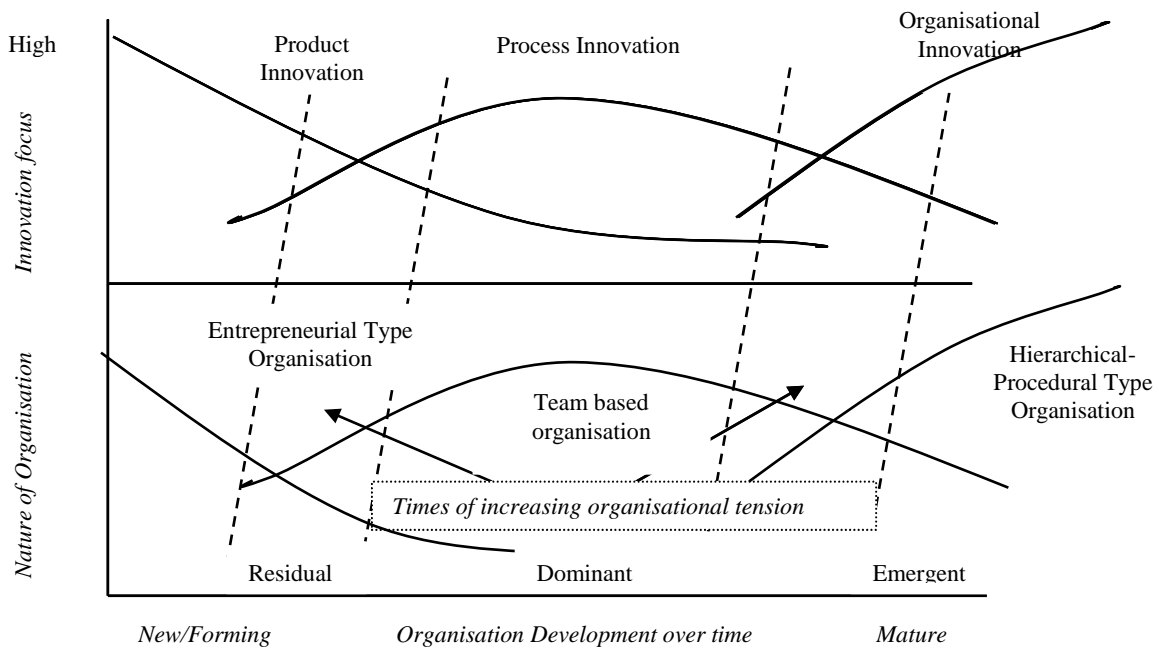 High
Product
Innovation
Process Innovation
Organisational
Innovation
Innovation focus
Entrepreneurial Type
Organisation
Team based
organisation
Hierarchical-
Procedural Type
Organisation
Nature of Organisation
Times of increasing organisational tension
Residual
Dominant
Emergent
New/Forming
Organisation Development over time
Mature